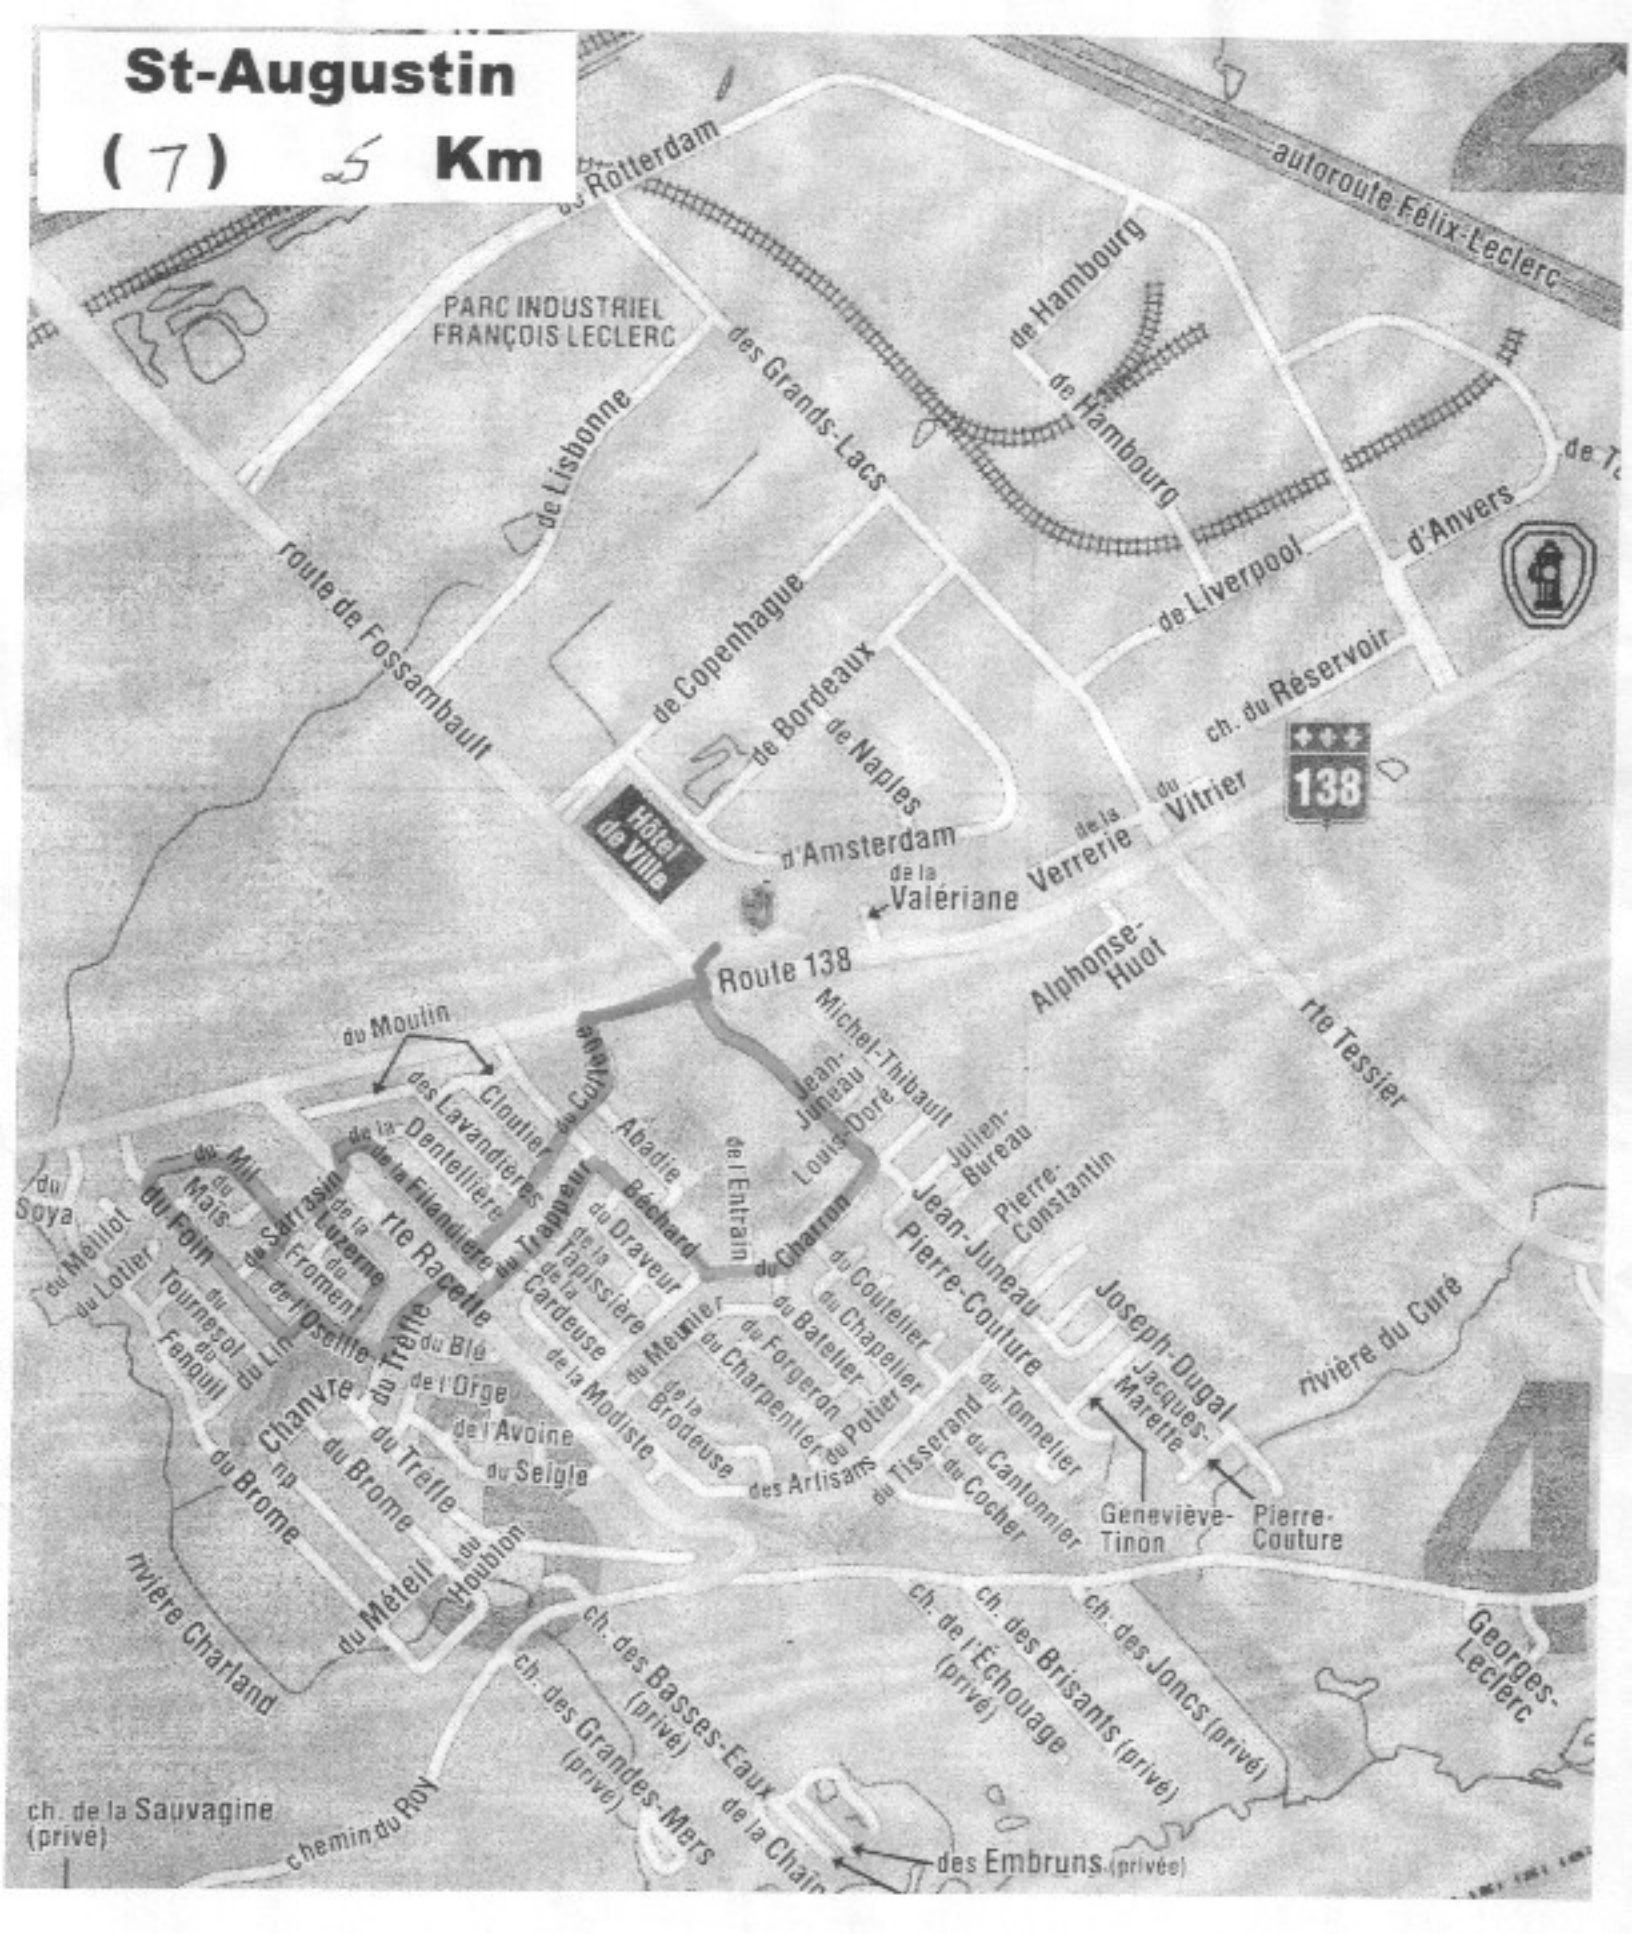 St-Augustin
(7) 5 Km
de Rotterdam
autoroute Félix-Leclerc
PARC INDUSTRIEL
FRANÇOIS LECLERC
des Grands-Lacs
de Hambourg
de Hambourg
de Lisbonne
d'Anvers
de Liverpool
route de Fossambault
de Copenhague
de Bordeaux
de Naples
ch. du Réservoir
138
du
Vitrier
Hôtel
de Ville
d'Amsterdam
de la
Verrerie
de la
Valériane
Route 138
Alphonse-
Huot
rte Tessier
du Moulin
Michel-Thibault
Jean-
Juneau
Louis-Doré
des Lavandières
Cloutier
Abadie
de l'Entrain
Julien-
Bureau
Pierre-
Constantin
de la Dentellière
de la Filandière
du Mil
du
Maïs
du
Soya
du Foin
du Sarrasin
de la
Luzerne
rte Racette
du Trappeur
Béchard
du Draveur
de la
Tapissière
de la
Cardeuse
du Charron
Jean-Juneau
Pierre-Couture
du Mélilot
du Lotier
du
Froment
de l'Oseille
du
Tournesol
du
Fenouil
du Lin
du Trèfle
du Blé
de l'Orge
de l'Avoine
du Seigle
de la Modiste
du Meunier
de la
Brodeuse
du Charpentier
du Forgeron
du Batelier
du Coutelier
du Chapelier
du Potier
des Artisans
du Tisserand
du Tonnelier
du Cantonnier
du Cocher
Joseph-Dugal
Jacques-
Marette
rivière du Curé
Geneviève-
Tinon
Pierre-
Couture
du
Chanvre
du Trèfle
du Brome
du Brome
du
Houblon
du Méteil
rivière Charland
4
ch. des Basses-Eaux
(privé)
ch. des Grandes-Mers
(privé)
ch. de l'Échouage
(privé)
ch. des Brisants (privé)
ch. des Joncs (privé)
Georges-
Leclerc
ch. de la Sauvagine
(privé)
chemin du Roy
de la Chaîn
des Embruns (privée)